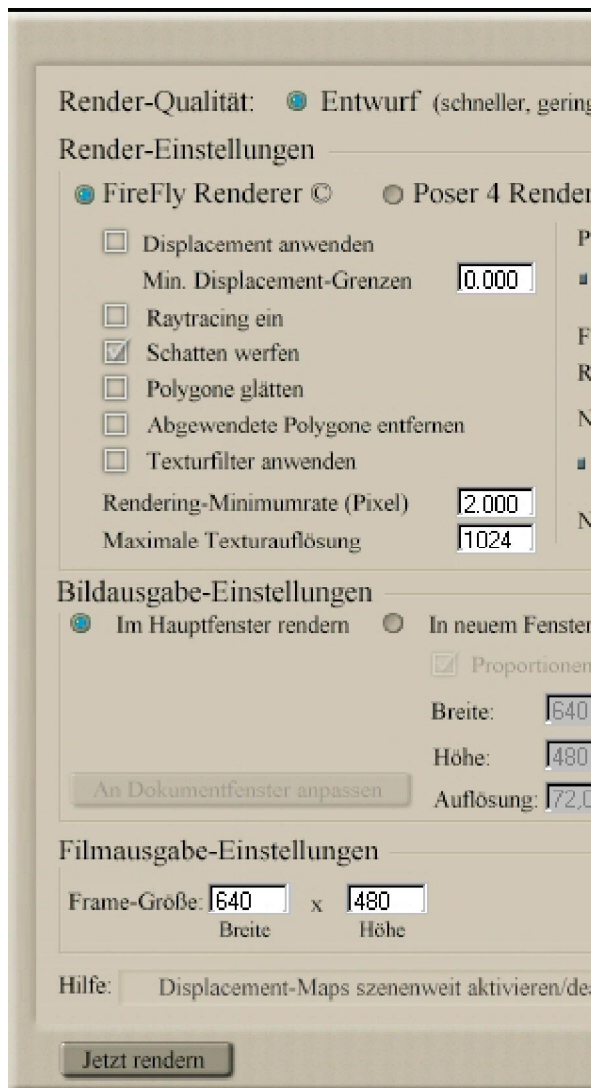 Render-Qualität: Entwurf (schneller, gering
Render-Einstellungen
FireFly Renderer © Poser 4 Render
Displacement anwenden P
Min. Displacement-Grenzen 0.000
Raytracing ein F
Schatten werfen R
Polygone glätten
Abgewendete Polygone entfernen N
Texturfilter anwenden
Rendering-Minimumrate (Pixel) 2.000 N
Maximale Texturauflösung 1024
Bildausgabe-Einstellungen
Im Hauptfenster rendern In neuem Fenster
Proportionen
Breite: 640
Höhe: 480
An Dokumentfenster anpassen Auflösung: 72,0
Filmausgabe-Einstellungen
Frame-Größe: 640 x 480
Breite Höhe
Hilfe: Displacement-Maps szenenweit aktivieren/dea
Jetzt rendern